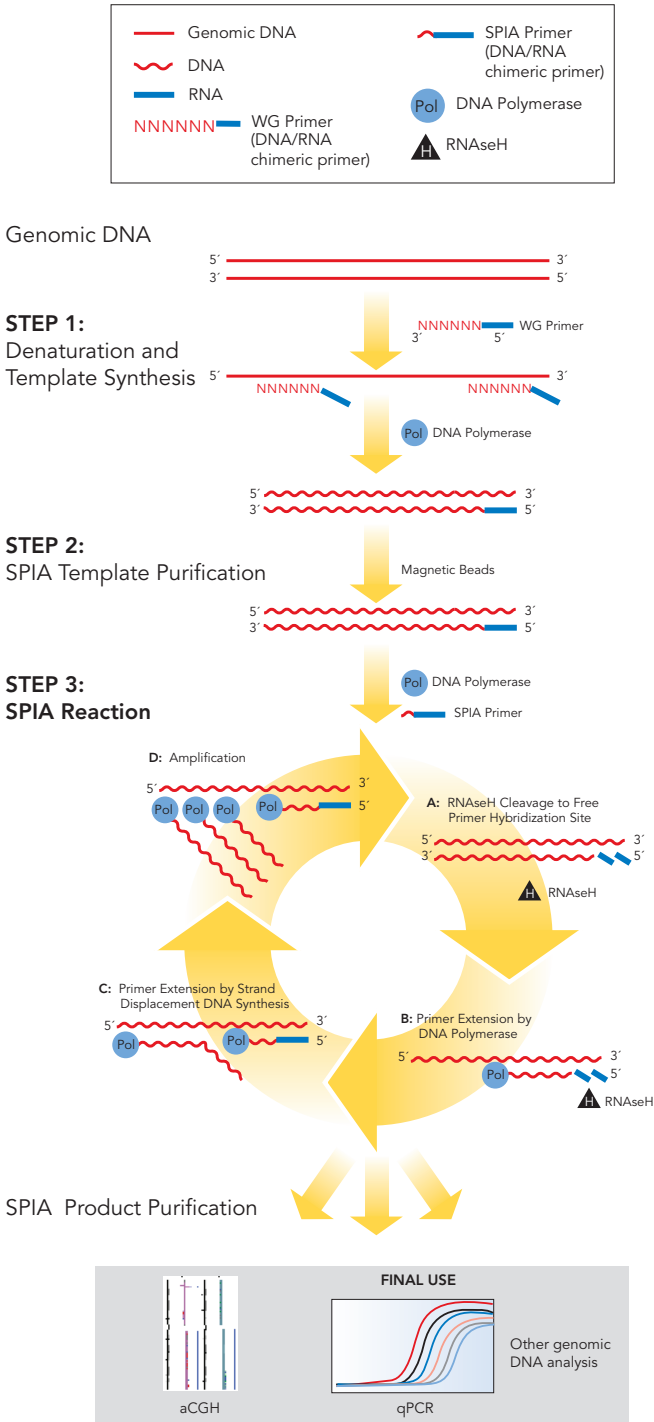 Genomic DNA
DNA
RNA
NNNNNN
WG Primer
(DNA/RNA
chimeric primer)
SPIA Primer
(DNA/RNA
chimeric primer)
Pol
DNA Polymerase
H
RNAseH
Genomic DNA
5´ 3´
3´ 5´
STEP 1:
Denaturation and
Template Synthesis
NNNNNN WG Primer
3´ 5´
5´ 3´
NNNNNN NNNNNN
Pol DNA Polymerase
5´ 3´
3´ 5´
STEP 2:
SPIA Template Purification
Magnetic Beads
5´ 3´
3´ 5´
STEP 3:
SPIA Reaction
Pol DNA Polymerase
SPIA Primer
D: Amplification
5´ 3´
Pol Pol Pol Pol 5´
A: RNAseH Cleavage to Free
Primer Hybridization Site
5´ 3´
3´ 5´
H RNAseH
C: Primer Extension by Strand
Displacement DNA Synthesis
5´ 3´
Pol Pol 5´
B: Primer Extension by
DNA Polymerase
5´ 3´
Pol 5´
H RNAseH
SPIA Product Purification
FINAL USE
Other genomic
DNA analysis
aCGH
qPCR